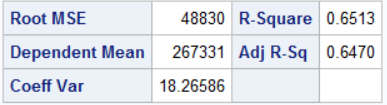 Root MSE 48830 R-Square 0.6513
Dependent Mean 267331 Adj R-Sq 0.6470
Coeff Var 18.26586